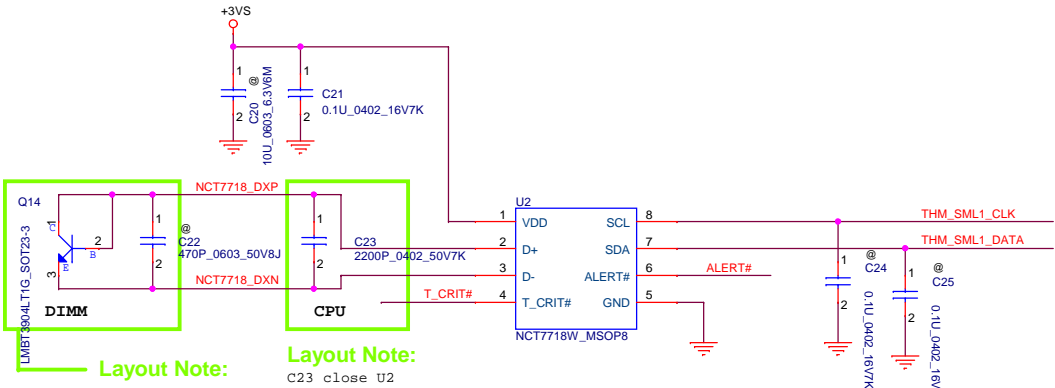 +3VS
1
@
2
C20
10U_0603_6.3V6M
1
2
C21
0.1U_0402_16V7K
Q14
NCT7718_DXP
U2
1
VDD
SCL
8
THM_SML1_CLK
C
1
2
B
E
3
LMBT3904LT1G_SOT23-3
1
@
C22
2
470P_0603_50V8J
1
C23
2
2200P_0402_50V7K
2
D+
SDA
7
THM_SML1_DATA
NCT7718_DXN
3
D-
ALERT#
6
ALERT#
T_CRIT#
4
T_CRIT#
GND
5
NCT7718W_MSOP8
1
@
C24
2
0.1U_0402_16V7K
1
@
C25
2
0.1U_0402_16V
DIMM
CPU
Layout Note:
Layout Note:
C23 close U2